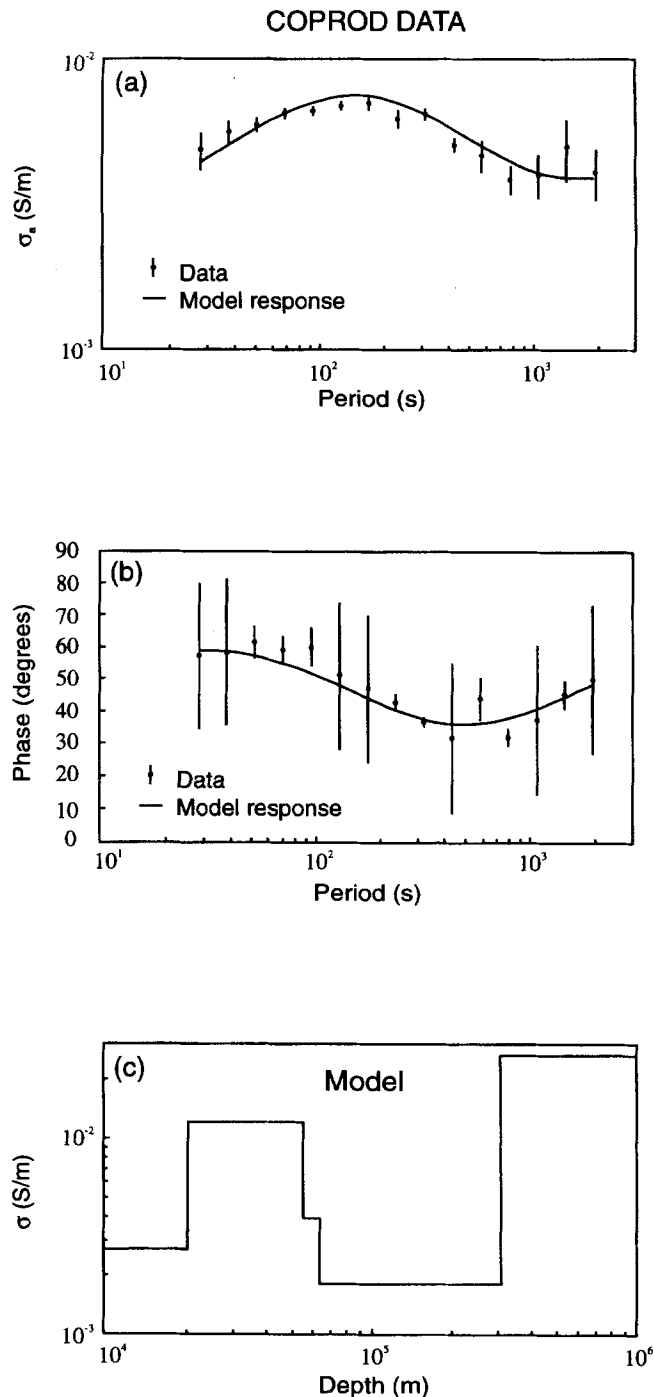 COPROD DATA
(a)
10⁻²
σₐ (S/m)
Data
Model response
10⁻³
10¹
10²
10³
Period (s)
(b)
90
80
70
60
50
40
30
20
10
0
Phase (degrees)
Data
Model response
10¹
10²
10³
Period (s)
(c)
Model
10⁻²
σ (S/m)
10⁻³
10⁴
10⁵
10⁶
Depth (m)